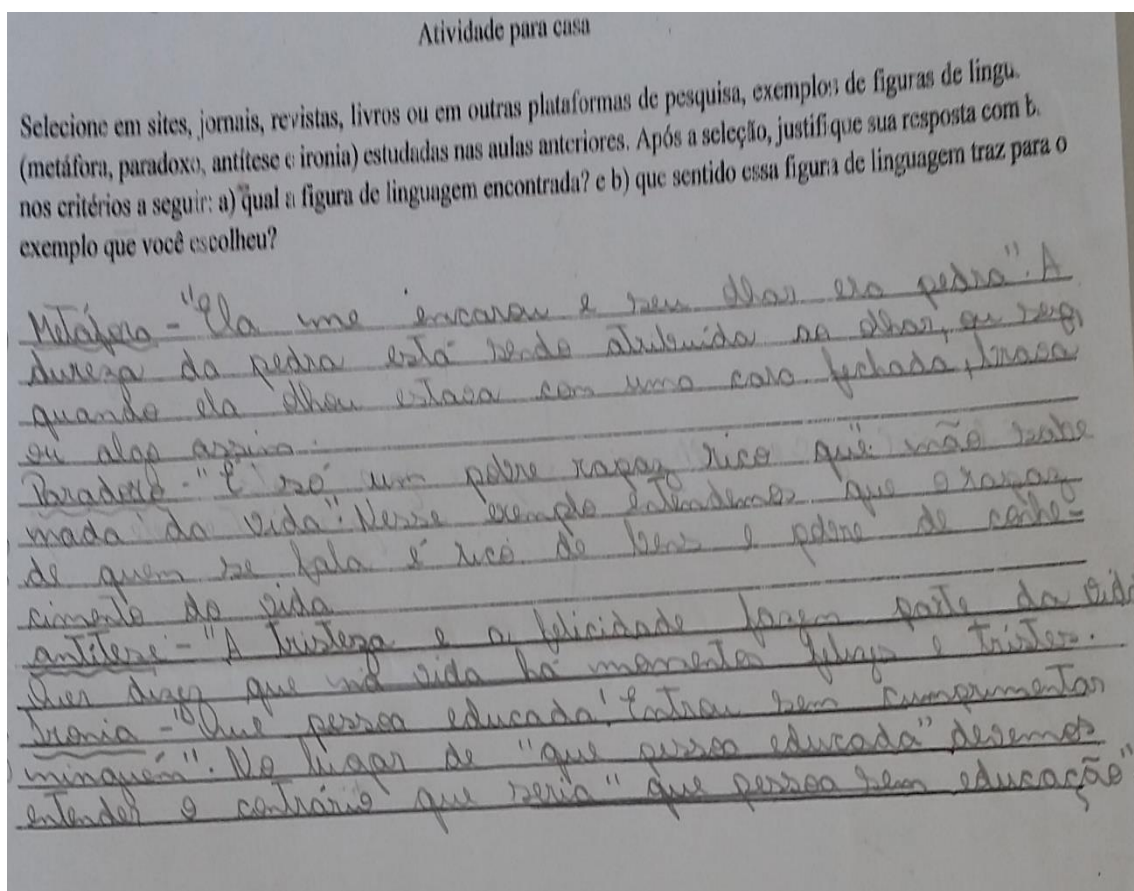 Atividade para casa
Selecione em sites, jornais, revistas, livros ou em outras plataformas de pesquisa, exemplos de figuras de lingu.
(metáfora, paradoxo, antítese e ironia) estudadas nas aulas anteriores. Após a seleção, justifique sua resposta com b.
nos critérios a seguir: a) qual a figura de linguagem encontrada? e b) que sentido essa figura de linguagem traz para o
exemplo que você escolheu?
Metáfora - "Ela me encarou e seu olhar era pedra". A
dureza da pedra está sendo atribuída ao olhar, ou seja,
quando ela olhou estava com uma cara fechada, braba
ou algo assim.
Paradoxo - "É só um pobre rapaz rico que não sabe
nada da vida". Nesse exemplo entendemos que o rapaz
de quem se fala é rico de bens e pobre de conhe-
cimento da vida
antítese - "A tristeza e a felicidade fazem parte da vida
Quer dizer que na vida há momentos felizes e tristes.
Ironia - "Que pessoa educada! Entrou sem cumprimentar
ninguém". No lugar de "que pessoa educada" devemos
entender o contrário que seria "que pessoa sem educação"